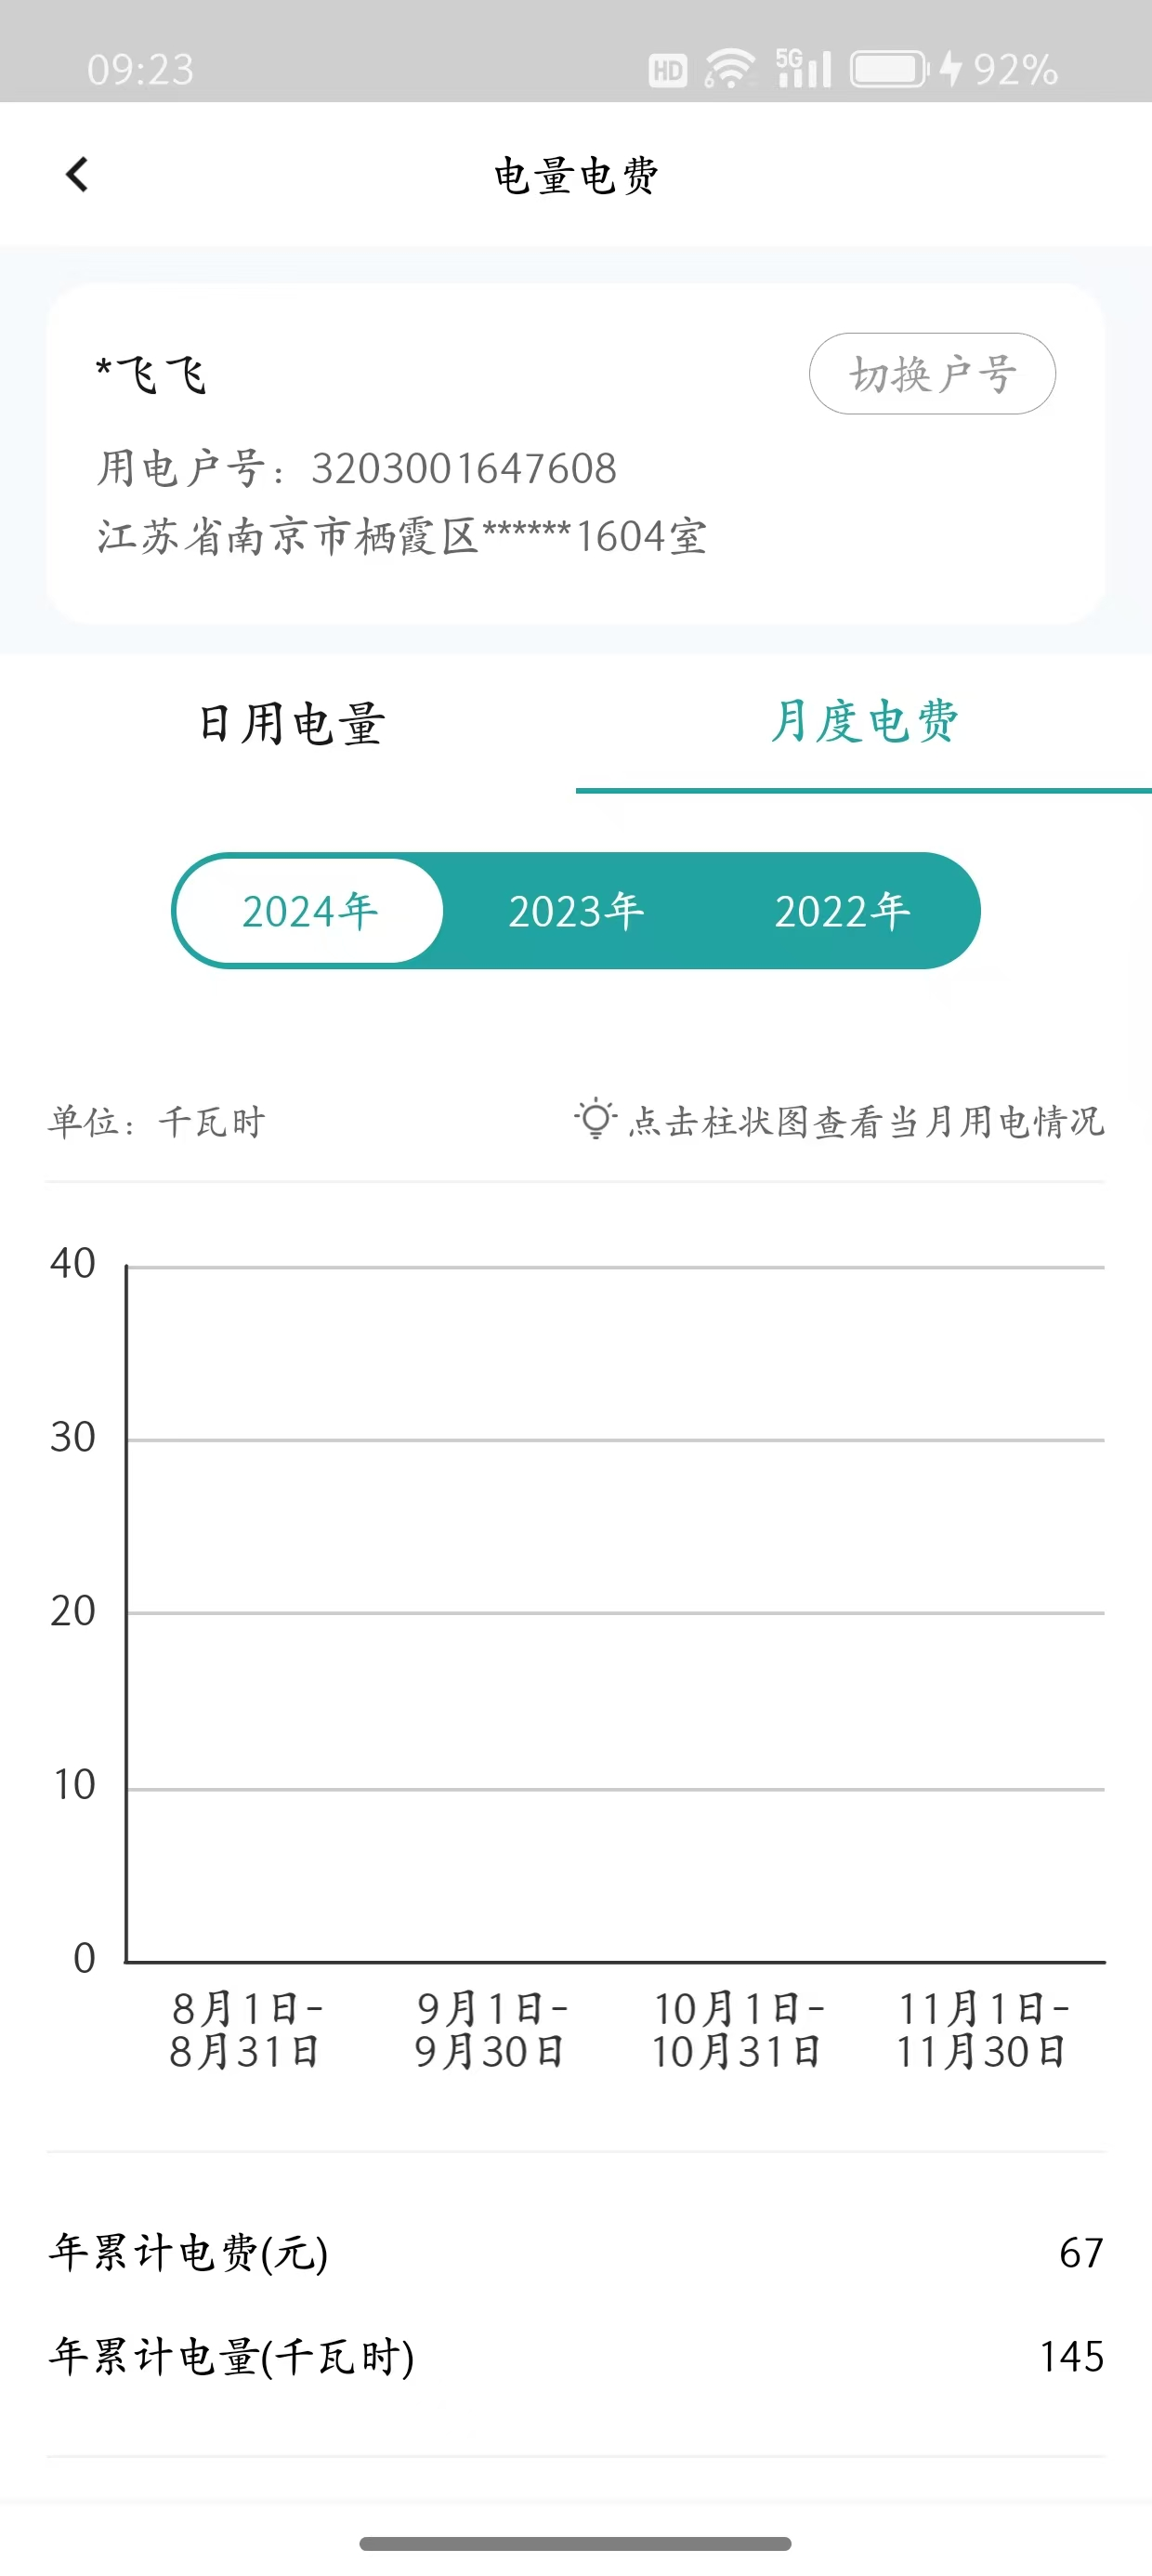 09:23 HD 6 5G 92%
电量电费
*飞飞
切换户号
用电户号：3203001647608
江苏省南京市栖霞区******1604室
日用电量 月度电费
2024年 2023年 2022年
单位：千瓦时 点击柱状图查看当月用电情况
40
30
20
10
0
8月1日- 9月1日- 10月1日- 11月1日-
8月31日 9月30日 10月31日 11月30日
年累计电费(元) 67
年累计电量(千瓦时) 145